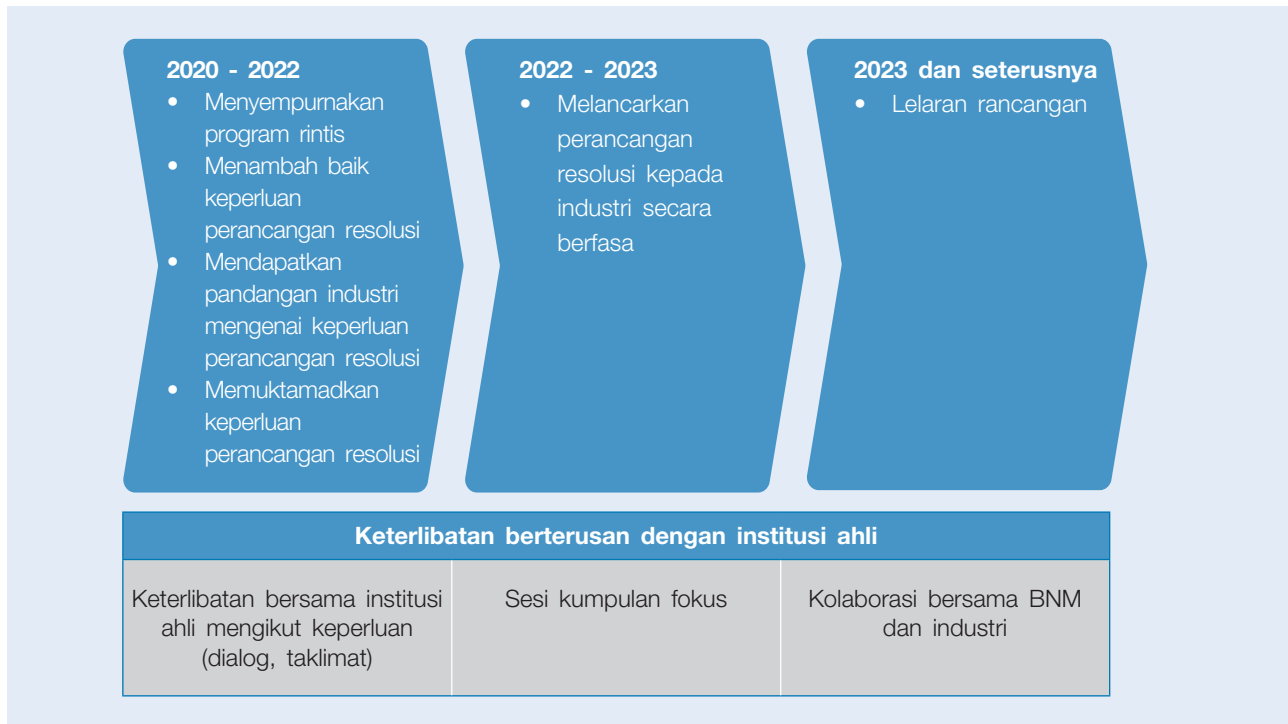 2020 - 2022
• Menyempurnakan
program rintis
• Menambah baik
keperluan
perancangan resolusi
• Mendapatkan
pandangan industri
mengenai keperluan
perancangan resolusi
• Memuktamadkan
keperluan
perancangan resolusi
2022 - 2023
• Melancarkan
perancangan
resolusi kepada
industri secara
berfasa
2023 dan seterusnya
• Lelaran rancangan
Keterlibatan berterusan dengan institusi ahli
Keterlibatan bersama institusi
ahli mengikut keperluan
(dialog, taklimat)
Sesi kumpulan fokus
Kolaborasi bersama BNM
dan industri